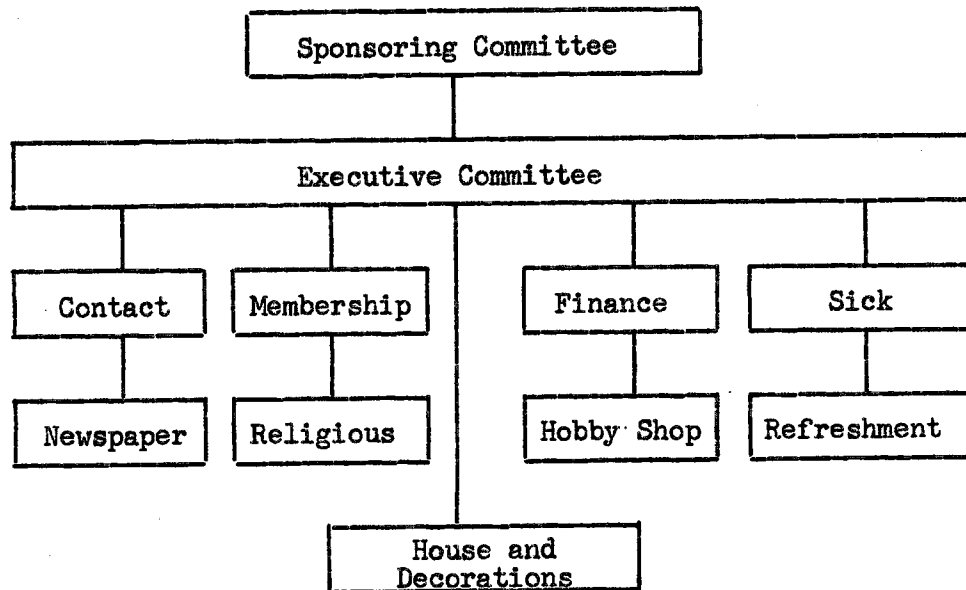 Sponsoring Committee
Executive Committee
Contact
Membership
Finance
Sick
Newspaper
Religious
Hobby Shop
Refreshment
House and
Decorations